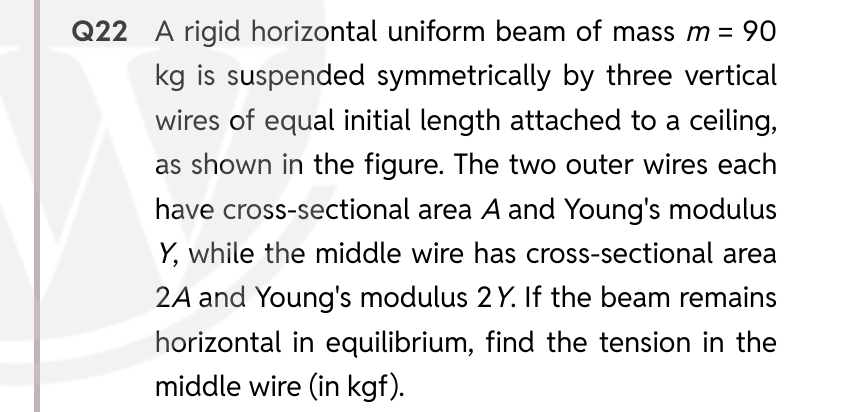 Q22 A rigid horizontal uniform beam of mass m = 90
kg is suspended symmetrically by three vertical
wires of equal initial length attached to a ceiling,
as shown in the figure. The two outer wires each
have cross-sectional area A and Young's modulus
Y, while the middle wire has cross-sectional area
2A and Young's modulus 2Y. If the beam remains
horizontal in equilibrium, find the tension in the
middle wire (in kgf).